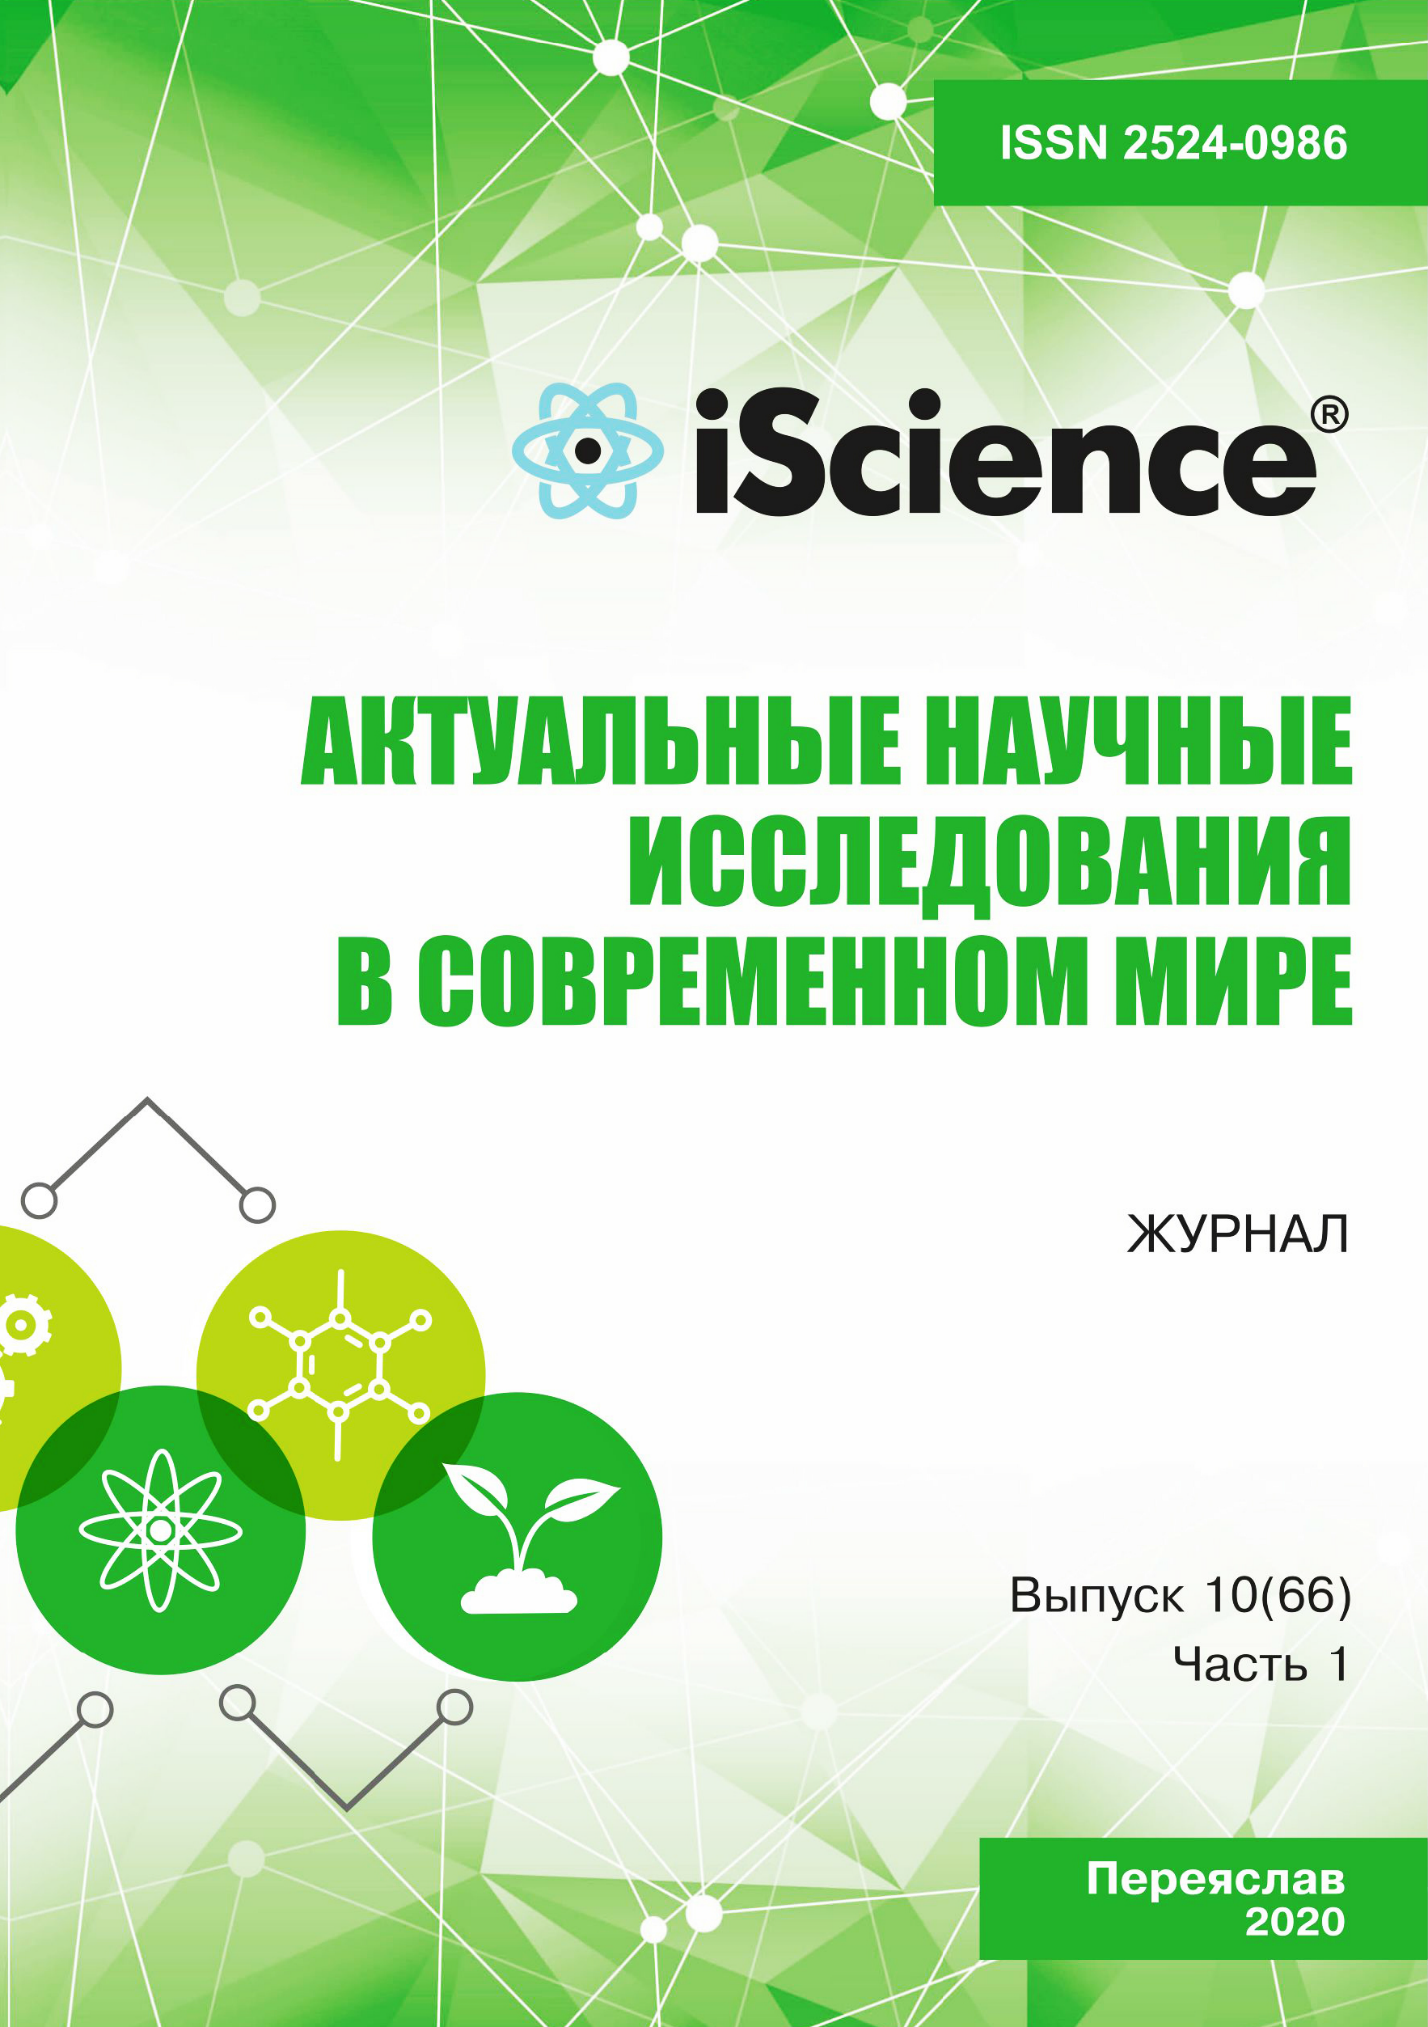 ISSN 2524-0986
iScience®
АКТУАЛЬНЫЕ НАУЧНЫЕ
ИССЛЕДОВАНИЯ
В СОВРЕМЕННОМ МИРЕ
ЖУРНАЛ
Выпуск 10(66)
Часть 1
Переяслав
2020